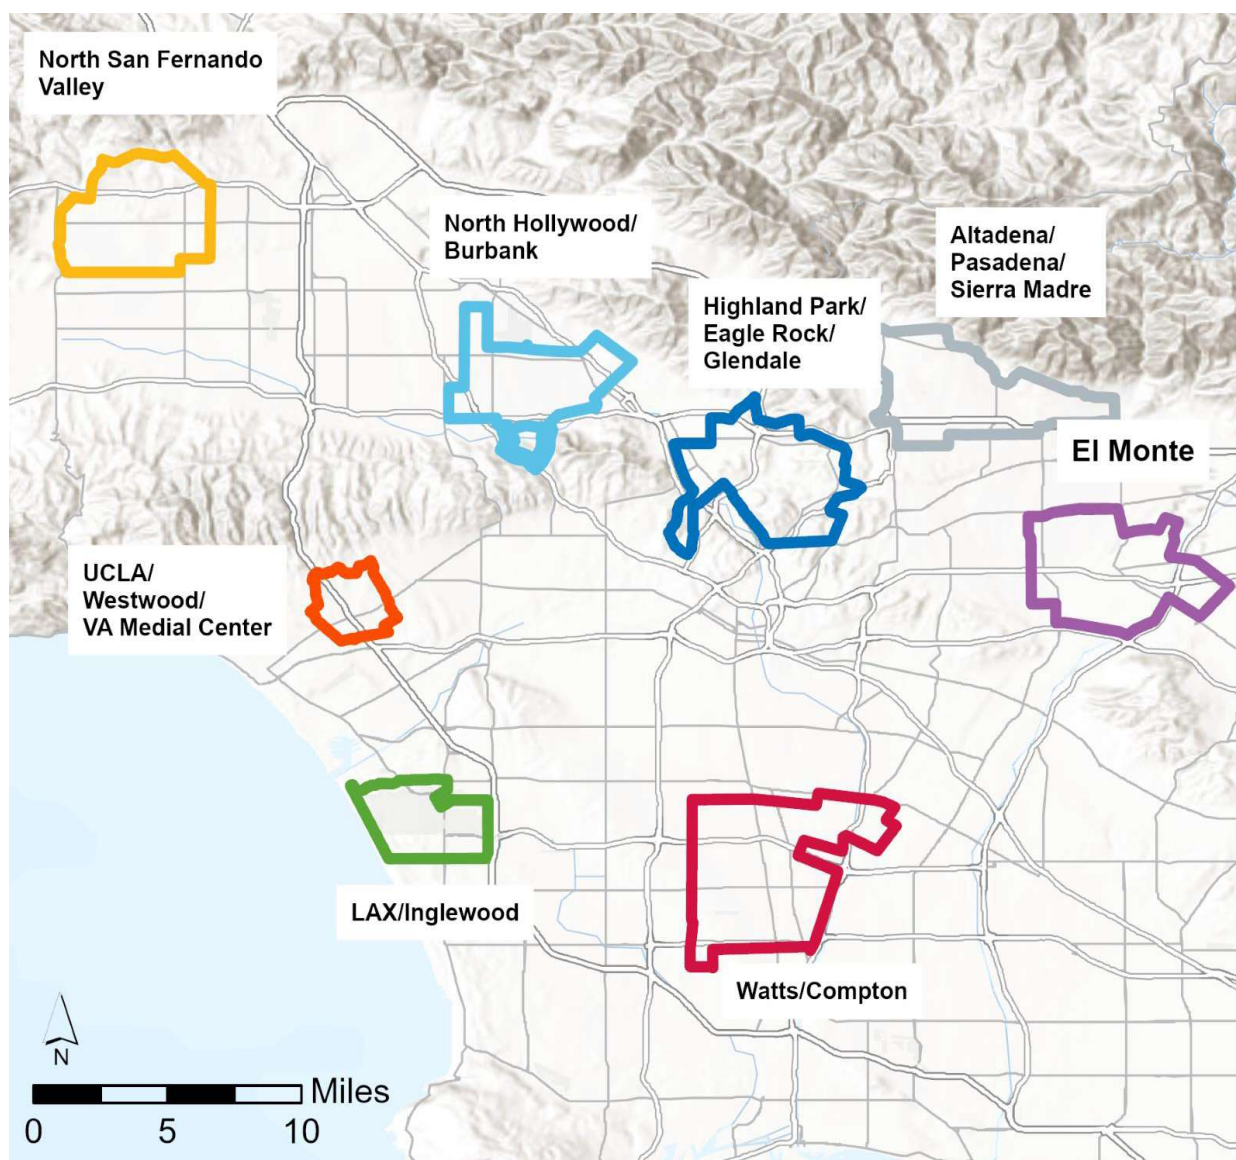 North San Fernando
Valley
North Hollywood/
Burbank
Altadena/
Pasadena/
Sierra Madre
Highland Park/
Eagle Rock/
Glendale
El Monte
UCLA/
Westwood/
VA Medial Center
LAX/Inglewood
Watts/Compton
N
Miles
0 5 10